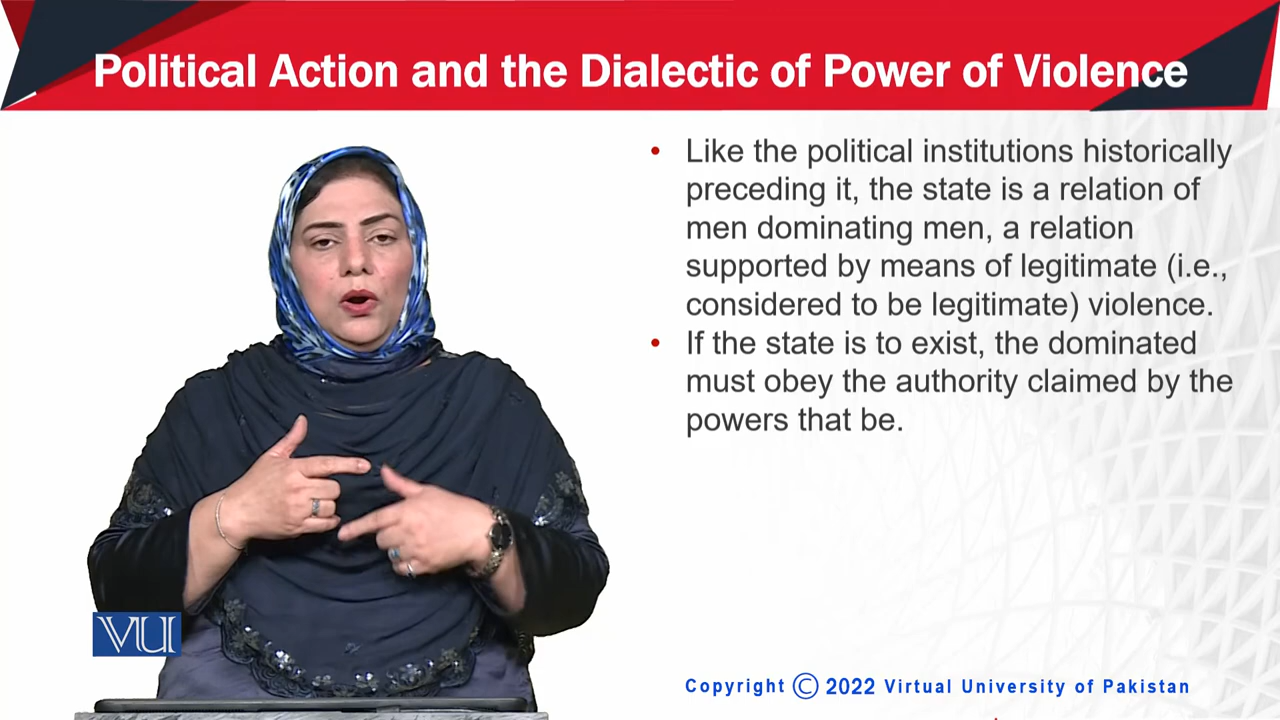 Political Action and the Dialectic of Power of Violence
• Like the political institutions historically
preceding it, the state is a relation of
men dominating men, a relation
supported by means of legitimate (i.e.,
considered to be legitimate) violence.
• If the state is to exist, the dominated
must obey the authority claimed by the
powers that be.
VU
Copyright © 2022 Virtual University of Pakistan